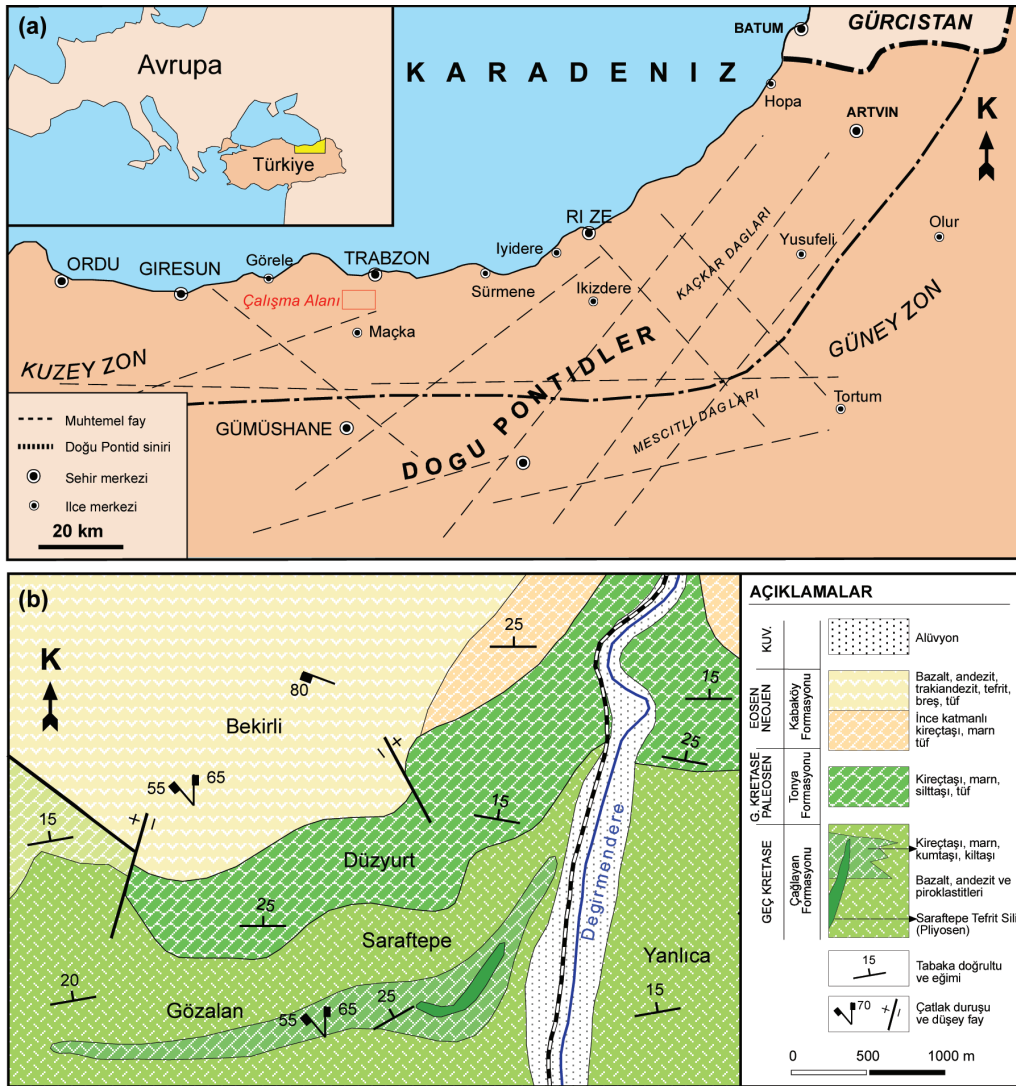 (a)
Avrupa
Türkiye
KARADENIZ
BATUM
GÜRCISTAN
Hopa
ARTVIN
K
RI ZE
Iyidere
KAÇKAR DAGLARI
Yusufeli
Olur
ORDU
GIRESUN
Görele
TRABZON
Sürmene
Ikizdere
Çalışma Alanı
Maçka
KUZEY ZON
DOGU PONTIDLER
GÜNEY ZON
MESCITLI DAGLARI
Tortum
GÜMÜSHANE
Muhtemel fay
Doğu Pontid siniri
Sehir merkezi
Ilce merkezi
20 km
(b)
K
25
80
Bekirli
15
25
+
–
55
65
15
+
–
15
Düzyurt
25
Degirmendere
Saraftepe
Yanlıca
20
Gözalan
55
65
25
15
AÇIKLAMALAR
KUV.
Alüvyon
EOSEN
NEOJEN
Kabaköy
Formasyonu
Bazalt, andezit,
trakiandezit, tefrit,
breş, tüf
İnce katmanlı
kireçtaşı, marn
tüf
G. KRETASE
PALEOSEN
Tonya
Formasyonu
Kireçtaşı, marn,
silttaşı, tüf
GEÇ KRETASE
Çağlayan
Formasyonu
Kireçtaşı, marn,
kumtaşı, kiltaşı
Bazalt, andezit ve
piroklastitleri
Saraftepe Tefrit Sili
(Pliyosen)
15
Tabaka doğrultu
ve eğimi
70
+
–
Çatlak duruşu
ve düşey fay
0 500 1000 m